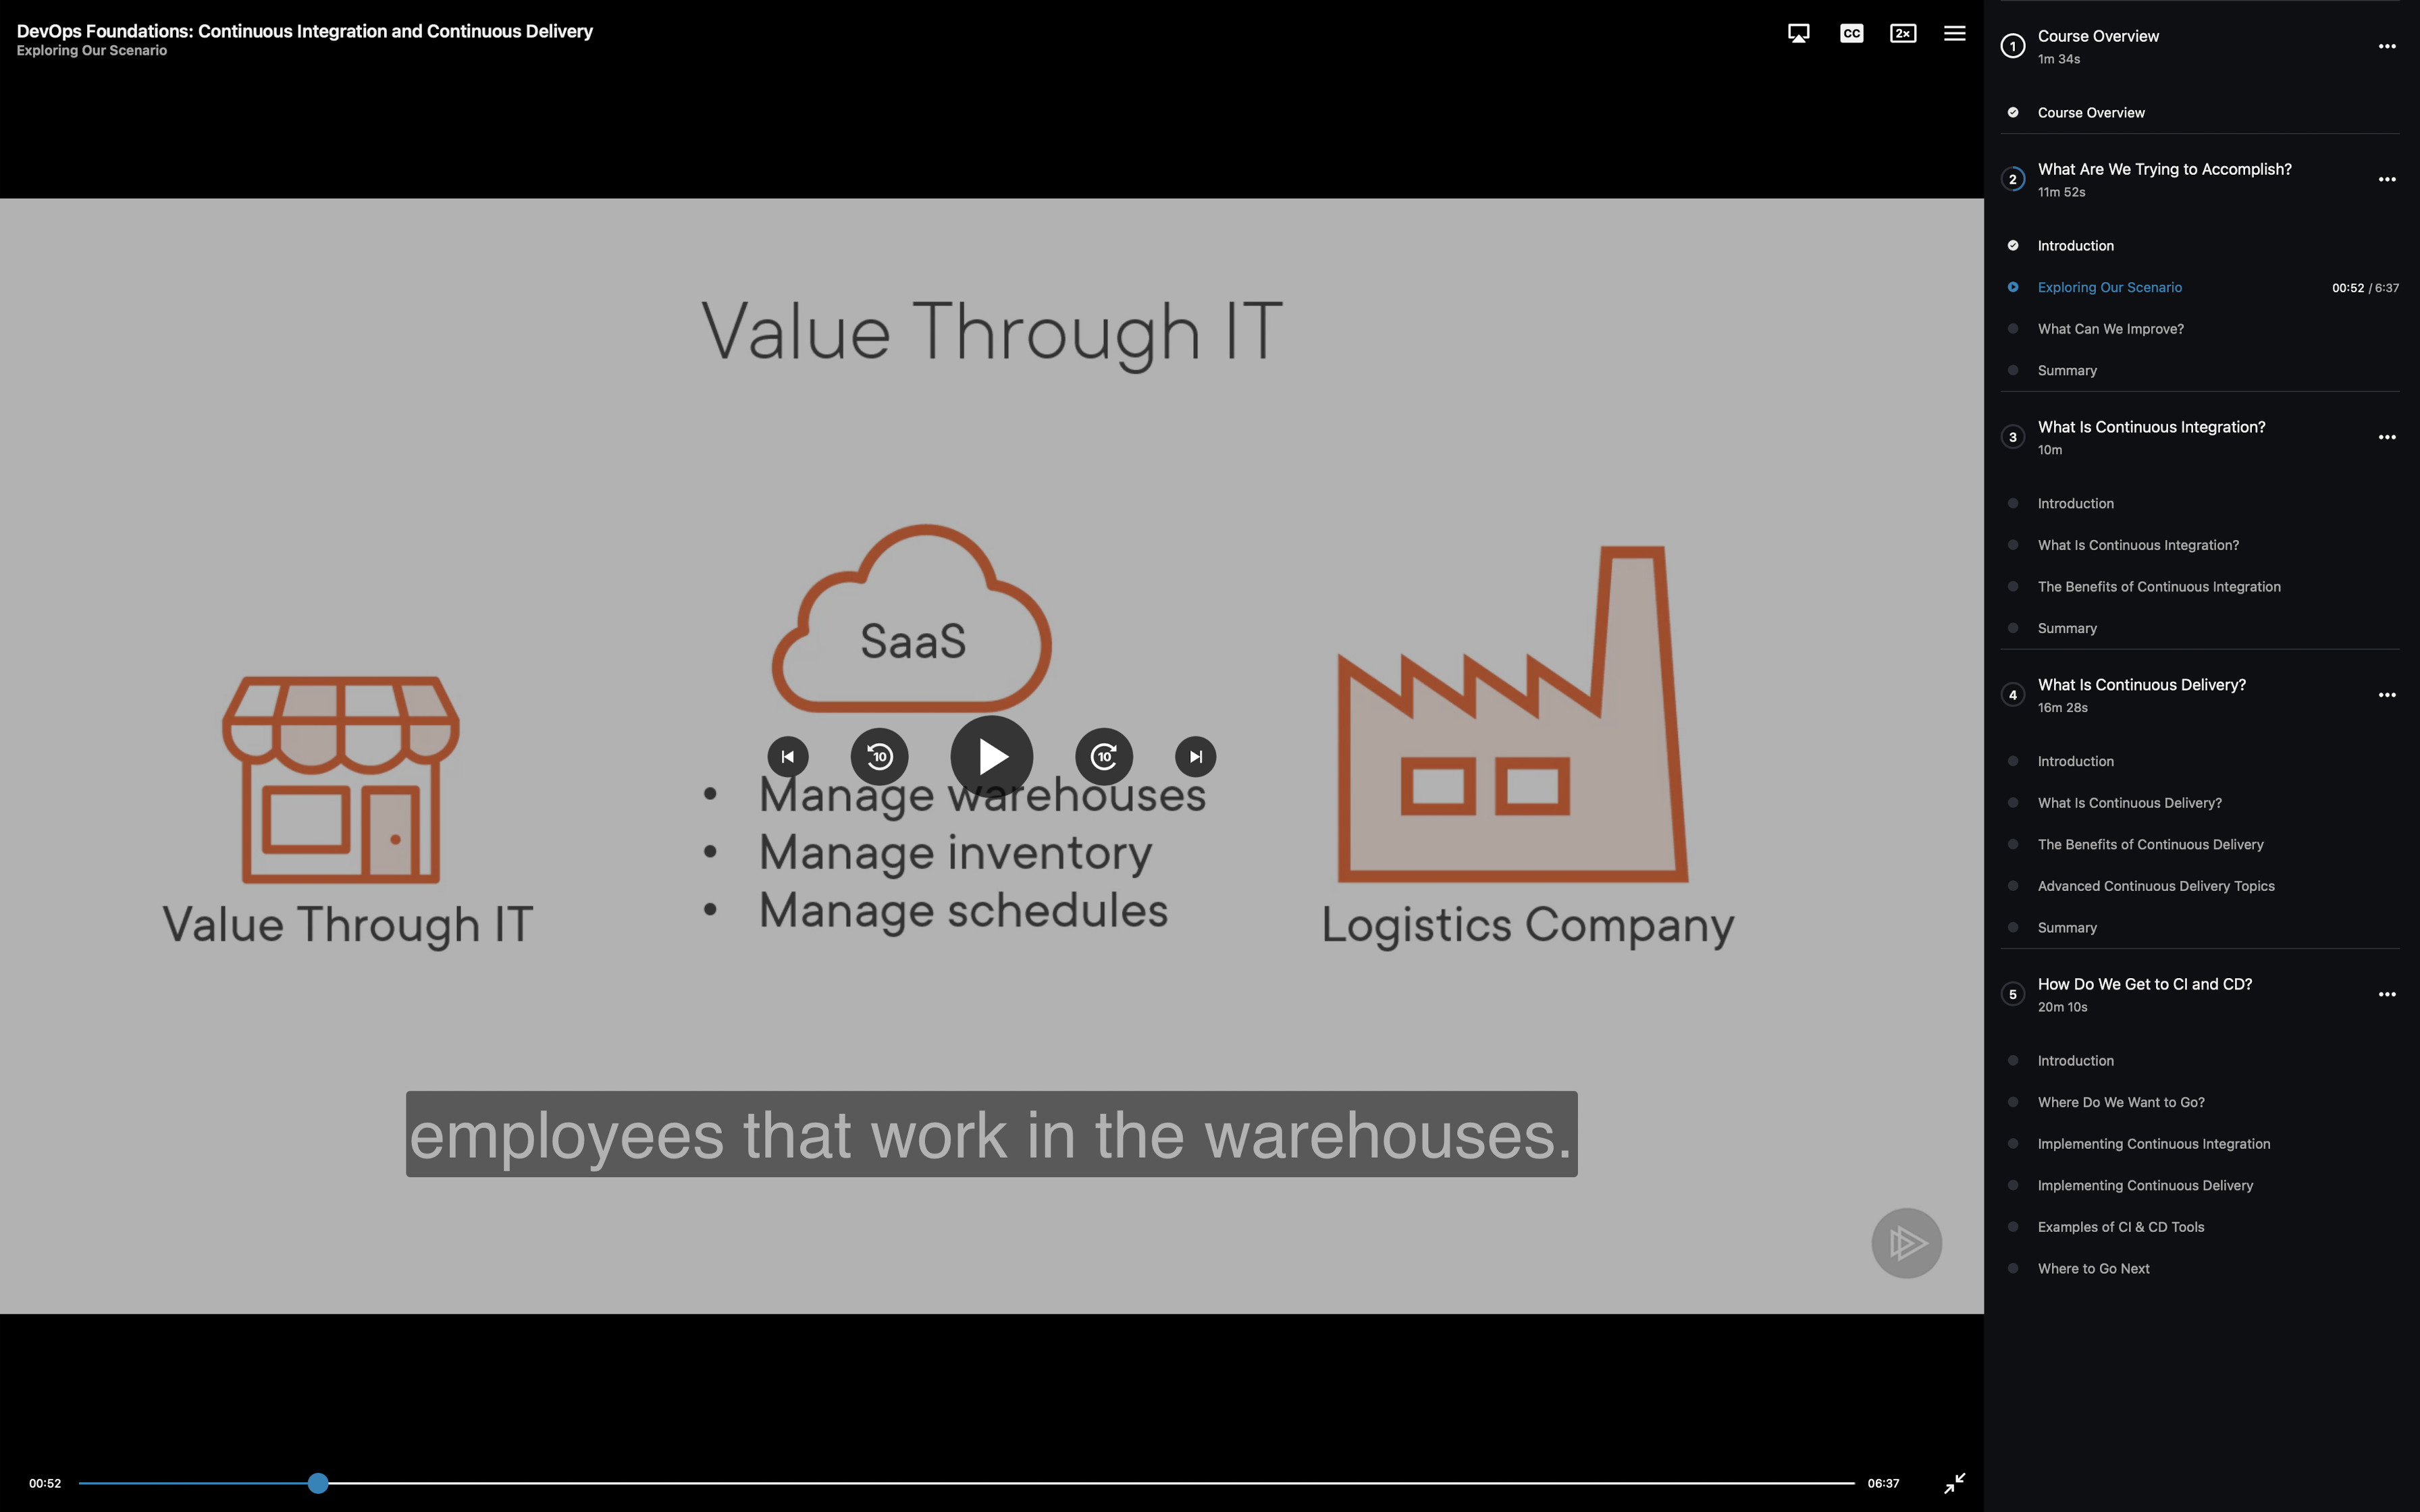 DevOps Foundations: Continuous Integration and Continuous Delivery
Exploring Our Scenario
CC
2×
Value Through IT
SaaS
10
10
• Manage warehouses
• Manage inventory
• Manage schedules
Value Through IT
Logistics Company
employees that work in the warehouses.
00:52
06:37
1
Course Overview
1m 34s
Course Overview
2
What Are We Trying to Accomplish?
11m 52s
Introduction
Exploring Our Scenario 00:52 / 6:37
What Can We Improve?
Summary
3
What Is Continuous Integration?
10m
Introduction
What Is Continuous Integration?
The Benefits of Continuous Integration
Summary
4
What Is Continuous Delivery?
16m 28s
Introduction
What Is Continuous Delivery?
The Benefits of Continuous Delivery
Advanced Continuous Delivery Topics
Summary
5
How Do We Get to CI and CD?
20m 10s
Introduction
Where Do We Want to Go?
Implementing Continuous Integration
Implementing Continuous Delivery
Examples of CI & CD Tools
Where to Go Next